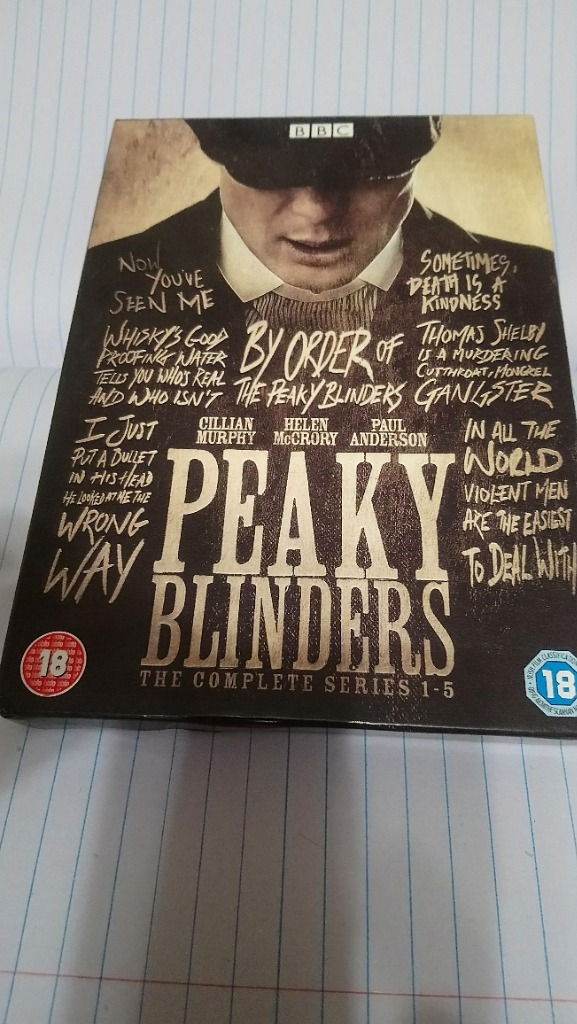 BBC
NOW
YOU'VE
SEEN ME
SOMETIMES,
DEATH IS A
KINDNESS
WHISKY'S GOOD
PROOFING WATER
TELLS YOU WHO'S REAL
AND WHO ISN'T
BY ORDER OF
THE PEAKY BLINDERS
THOMAS SHELBY
IS A MURDERING
CUTTHROAT, MONGREL
GANGSTER
I JUST
PUT A BULLET
IN HIS HEAD
HE LOOKED AT ME THE
WRONG
WAY
CILLIAN
MURPHY
HELEN
McCRORY
PAUL
ANDERSON
IN ALL THE
WORLD
VIOLENT MEN
ARE THE EASIEST
TO DEAL WITH
PEAKY
BLINDERS
THE COMPLETE SERIES 1-5
18
18